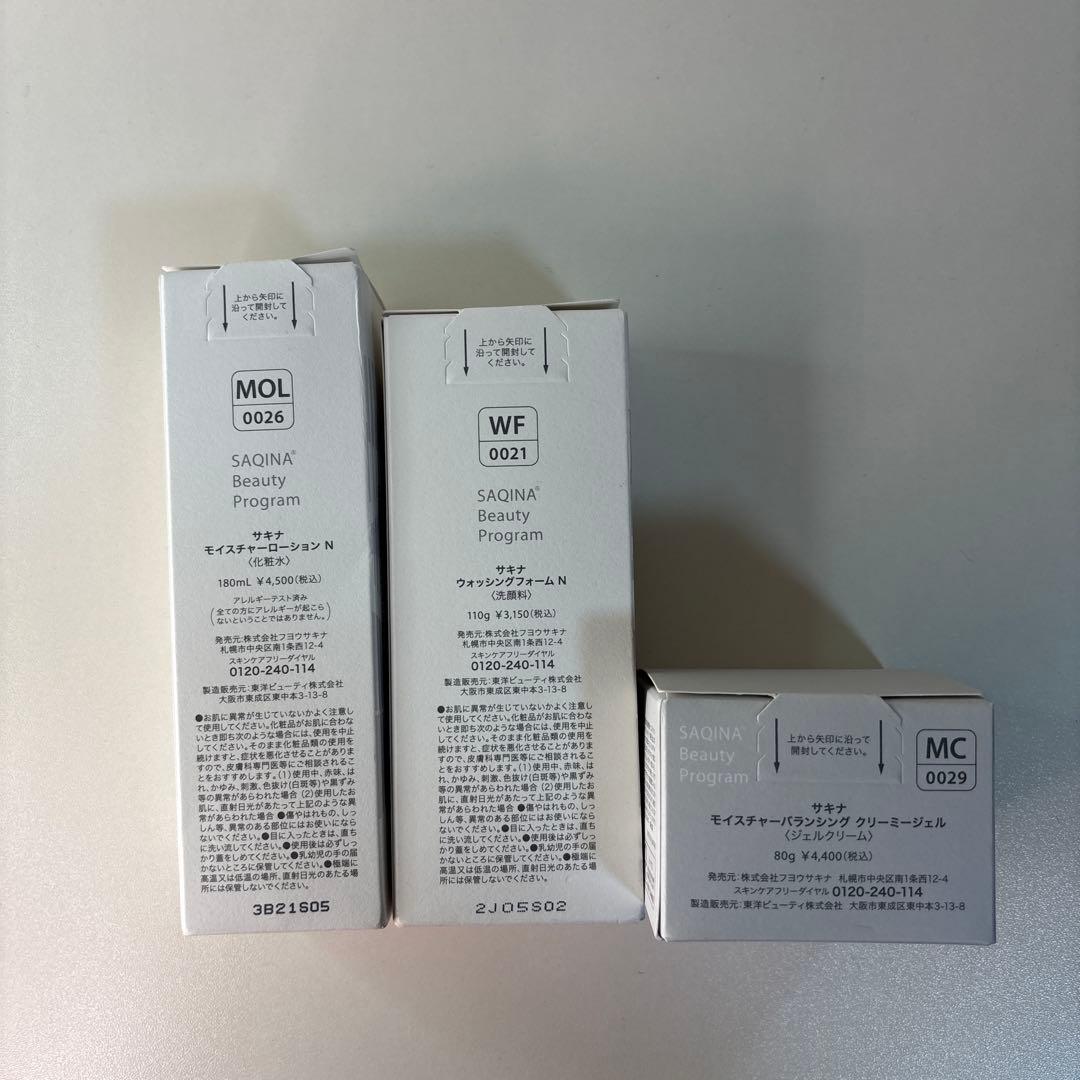 上から矢印に
沿って開封して
ください。
MOL
0026
SAQINA®
Beauty
Program
サキナ
モイスチャーローション N
〈化粧水〉
180mL ¥4,500(税込)
アレルギーテスト済み
(全ての方にアレルギーが起こら
ないということではありません。)
発売元:株式会社フヨウサキナ
札幌市中央区南1条西12-4
スキンケアフリーダイヤル
0120-240-114
製造販売元:東洋ビューティ株式会社
大阪市東成区東中本3-13-8
●お肌に異常が生じていないかよく注意し
て使用してください。化粧品がお肌に合わな
いとき即ち次のような場合には、使用を中止
してください。そのまま化粧品類の使用を
続けますと、症状を悪化させることがありま
すので、皮膚科専門医等にご相談されるこ
とをおすすめします。(1)使用中、赤味、は
れ、かゆみ、刺激、色抜け(白斑等)や黒ずみ
等の異常があらわれた場合 (2)使用したお
肌に、直射日光があたって上記のような異
常があらわれた場合 ●傷やはれもの、しっ
しん等、異常のある部位にはお使いになら
ないでください。●目に入ったときは、直ち
に洗い流してください。●使用後は必ずしっ
かり蓋をしめてください。●乳幼児の手の届
かないところに保管してください。●極端に
高温又は低温の場所、直射日光のあたる場
所には保管しないでください。
3B21S05
上から矢印に
沿って開封して
ください。
WF
0021
SAQINA®
Beauty
Program
サキナ
ウォッシングフォーム N
〈洗顔料〉
110g ¥3,150(税込)
発売元:株式会社フヨウサキナ
札幌市中央区南1条西12-4
スキンケアフリーダイヤル
0120-240-114
製造販売元:東洋ビューティ株式会社
大阪市東成区東中本3-13-8
●お肌に異常が生じていないかよく注意し
て使用してください。化粧品がお肌に合わな
いとき即ち次のような場合には、使用を中止
してください。そのまま化粧品類の使用を
続けますと、症状を悪化させることがありま
すので、皮膚科専門医等にご相談されるこ
とをおすすめします。(1)使用中、赤味、は
れ、かゆみ、刺激、色抜け(白斑等)や黒ずみ
等の異常があらわれた場合 (2)使用したお
肌に、直射日光があたって上記のような異
常があらわれた場合 ●傷やはれもの、しっ
しん等、異常のある部位にはお使いになら
ないでください。●目に入ったときは、直ち
に洗い流してください。●使用後は必ずしっ
かり蓋をしめてください。●乳幼児の手の届
かないところに保管してください。●極端に
高温又は低温の場所、直射日光のあたる場
所には保管しないでください。
2J05S02
SAQINA®
Beauty
Program
上から矢印に沿って
開封してください。
MC
0029
サキナ
モイスチャーバランシング クリーミージェル
〈ジェルクリーム〉
80g ¥4,400(税込)
発売元:株式会社フヨウサキナ 札幌市中央区南1条西12-4
スキンケアフリーダイヤル 0120-240-114
製造販売元:東洋ビューティ株式会社 大阪市東成区東中本3-13-8